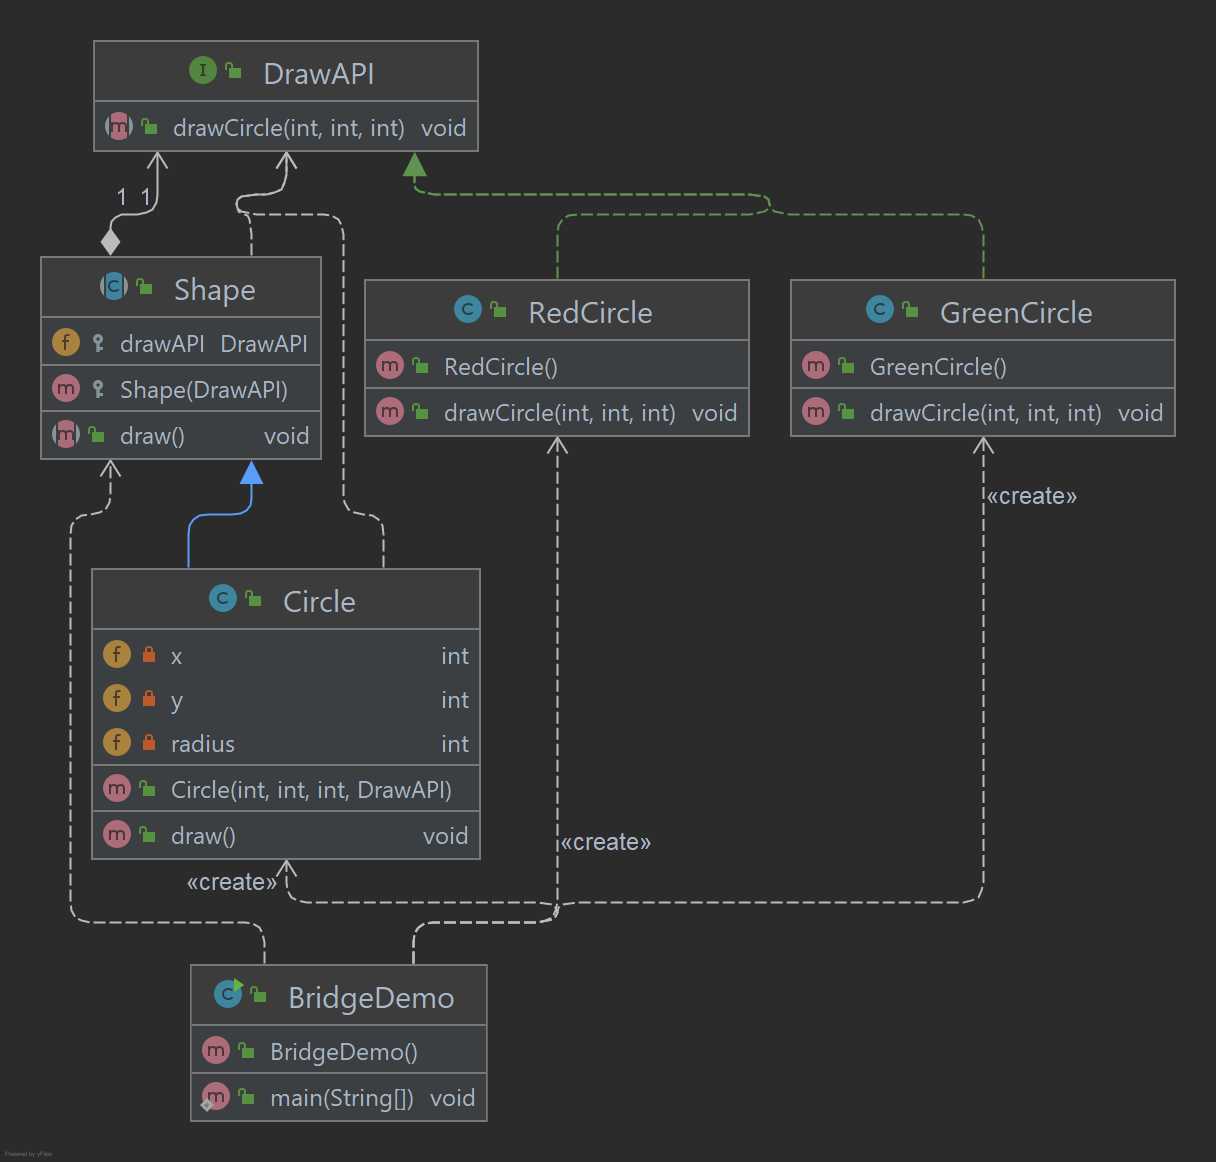 I DrawAPI
m drawCircle(int, int, int) void
1 1
C Shape
f drawAPI DrawAPI
m Shape(DrawAPI)
m draw() void
C RedCircle
m RedCircle()
m drawCircle(int, int, int) void
C GreenCircle
m GreenCircle()
m drawCircle(int, int, int) void
«create»
C Circle
f x int
f y int
f radius int
m Circle(int, int, int, DrawAPI)
m draw() void
«create»
«create»
C BridgeDemo
m BridgeDemo()
m main(String[]) void
Powered by yFiles